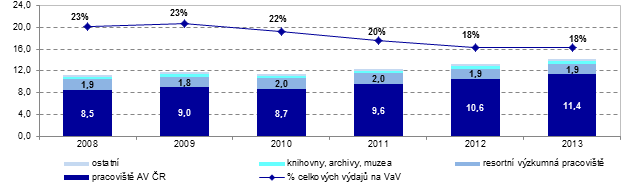 24,0
20,0
16,0
12,0
8,0
4,0
0,0
23% 23% 22% 20% 18% 18%
1,9 1,8 2,0 2,0 1,9 1,9
8,5 9,0 8,7 9,6 10,6 11,4
2008 2009 2010 2011 2012 2013
ostatní knihovny, archivy, muzea resortní výzkumná pracoviště
pracoviště AV ČR % celkových výdajů na VaV